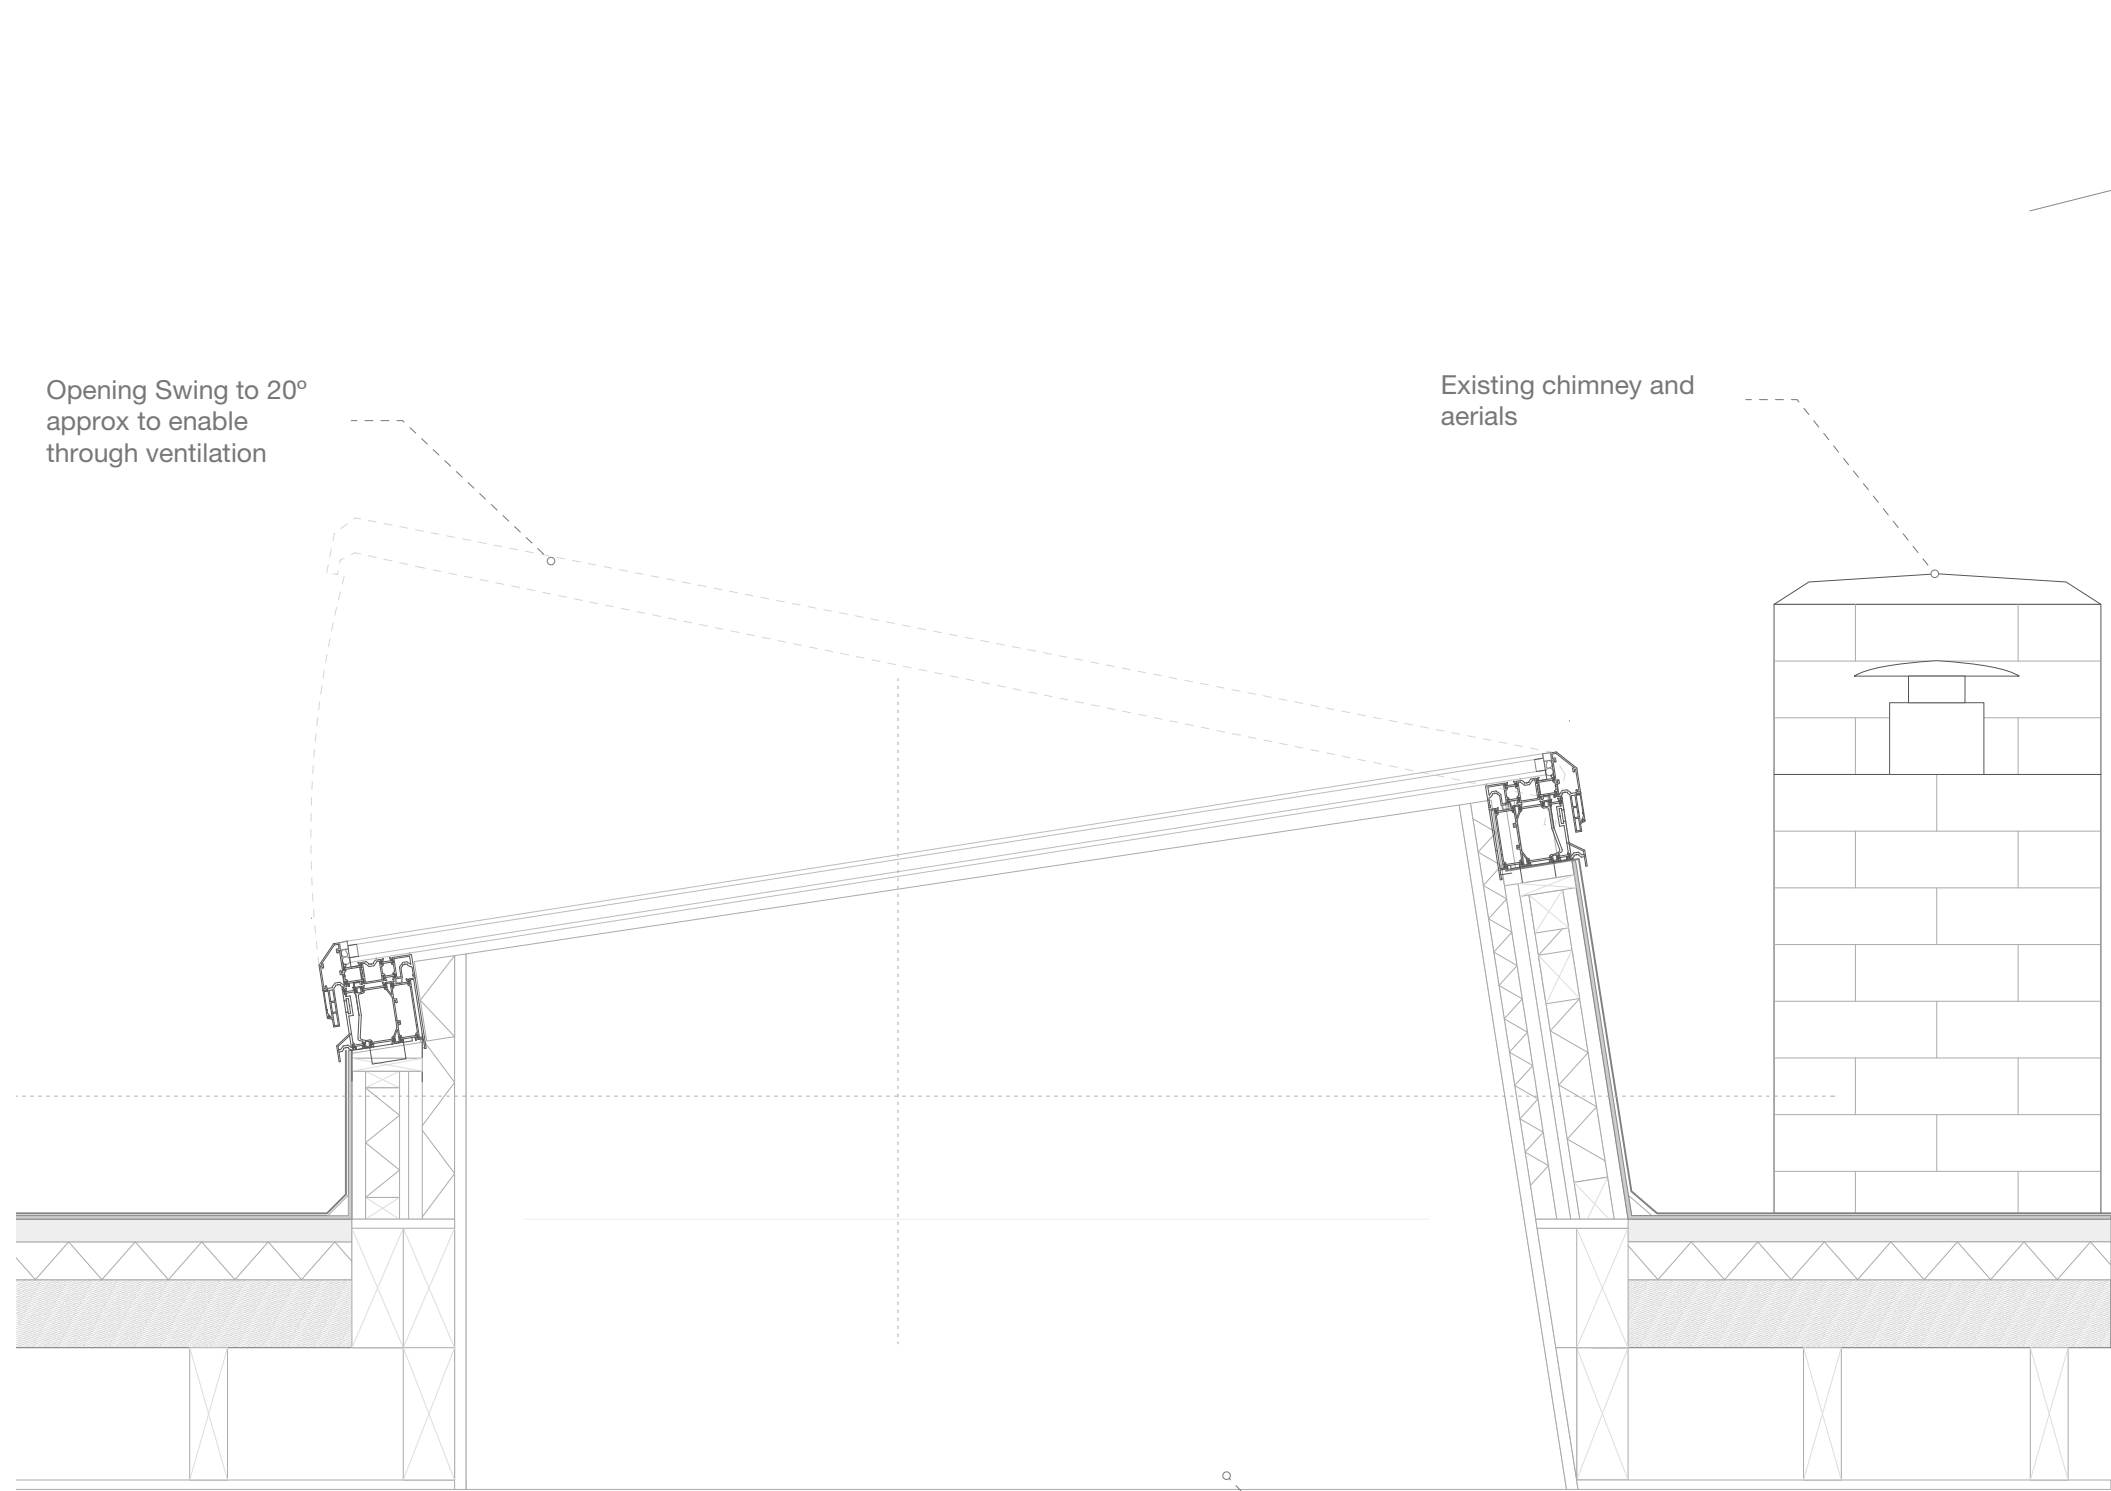 Opening Swing to 20º
approx to enable
through ventilation
Existing chimney and
aerials